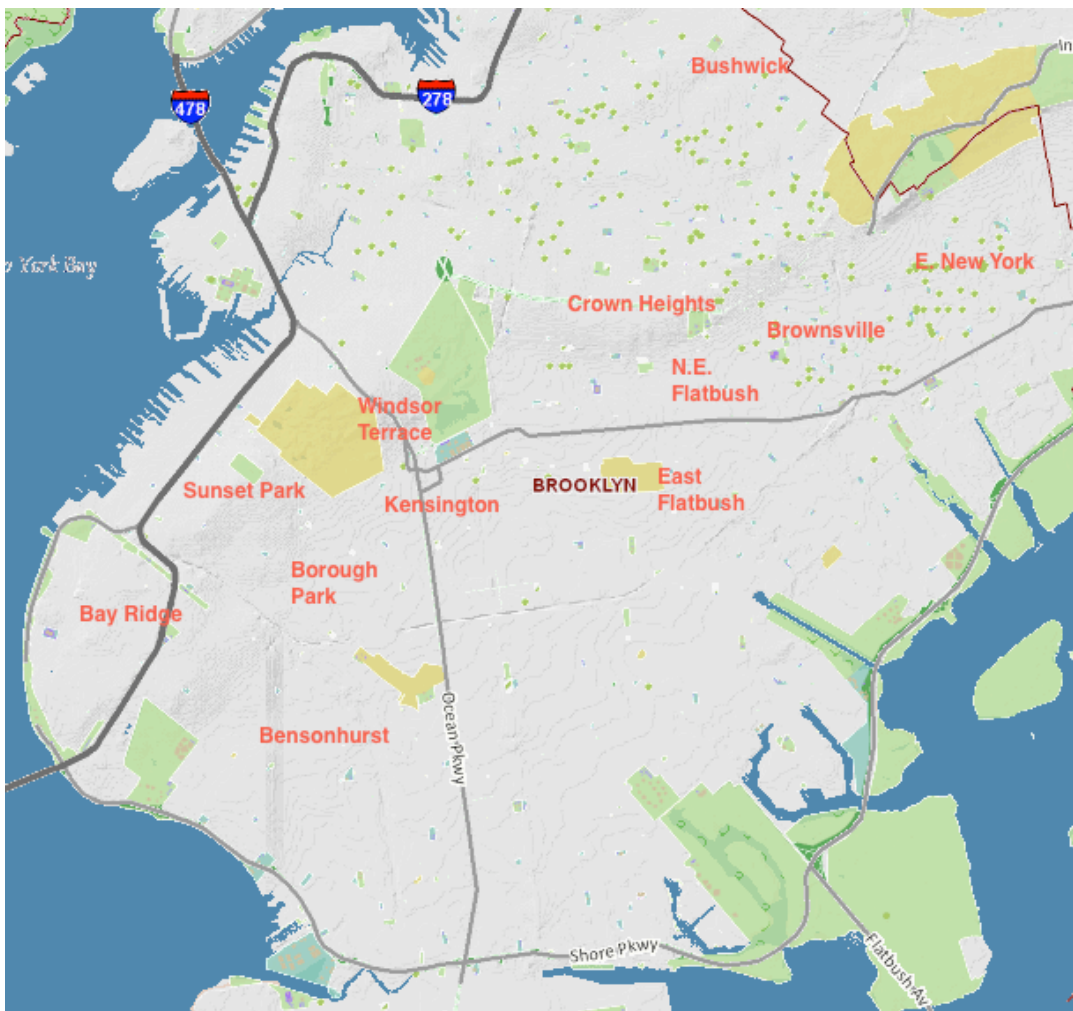 Bushwick
In
478
278
E. New York
York Bay
Crown Heights
Brownsville
N.E.
Flatbush
Windsor
Terrace
East
Flatbush
BROOKLYN
Sunset Park
Kensington
Borough
Park
Bay Ridge
Ocean Pkwy
Bensonhurst
Shore Pkwy
Flatbush Av